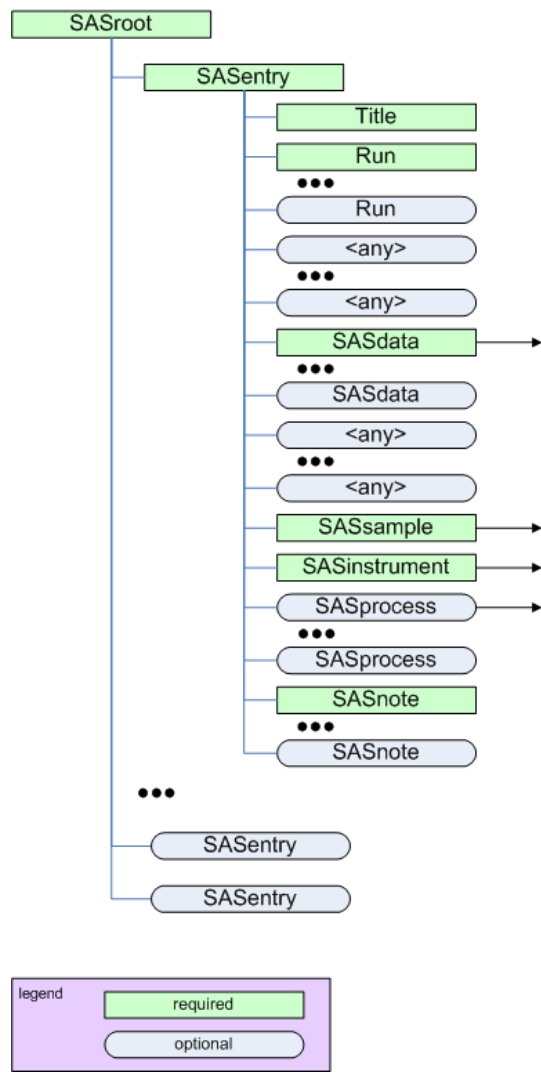 SASroot
SASentry
Title
Run
Run
<any>
<any>
SASdata
SASdata
<any>
<any>
SASsample
SASinstrument
SASprocess
SASprocess
SASnote
SASnote
SASentry
SASentry
legend
required
optional